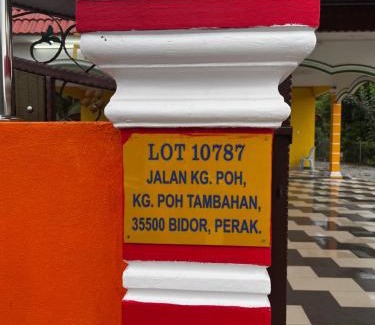 LOT 10787
JALAN KG. POH,
KG. POH TAMBAHAN,
35500 BIDOR, PERAK.